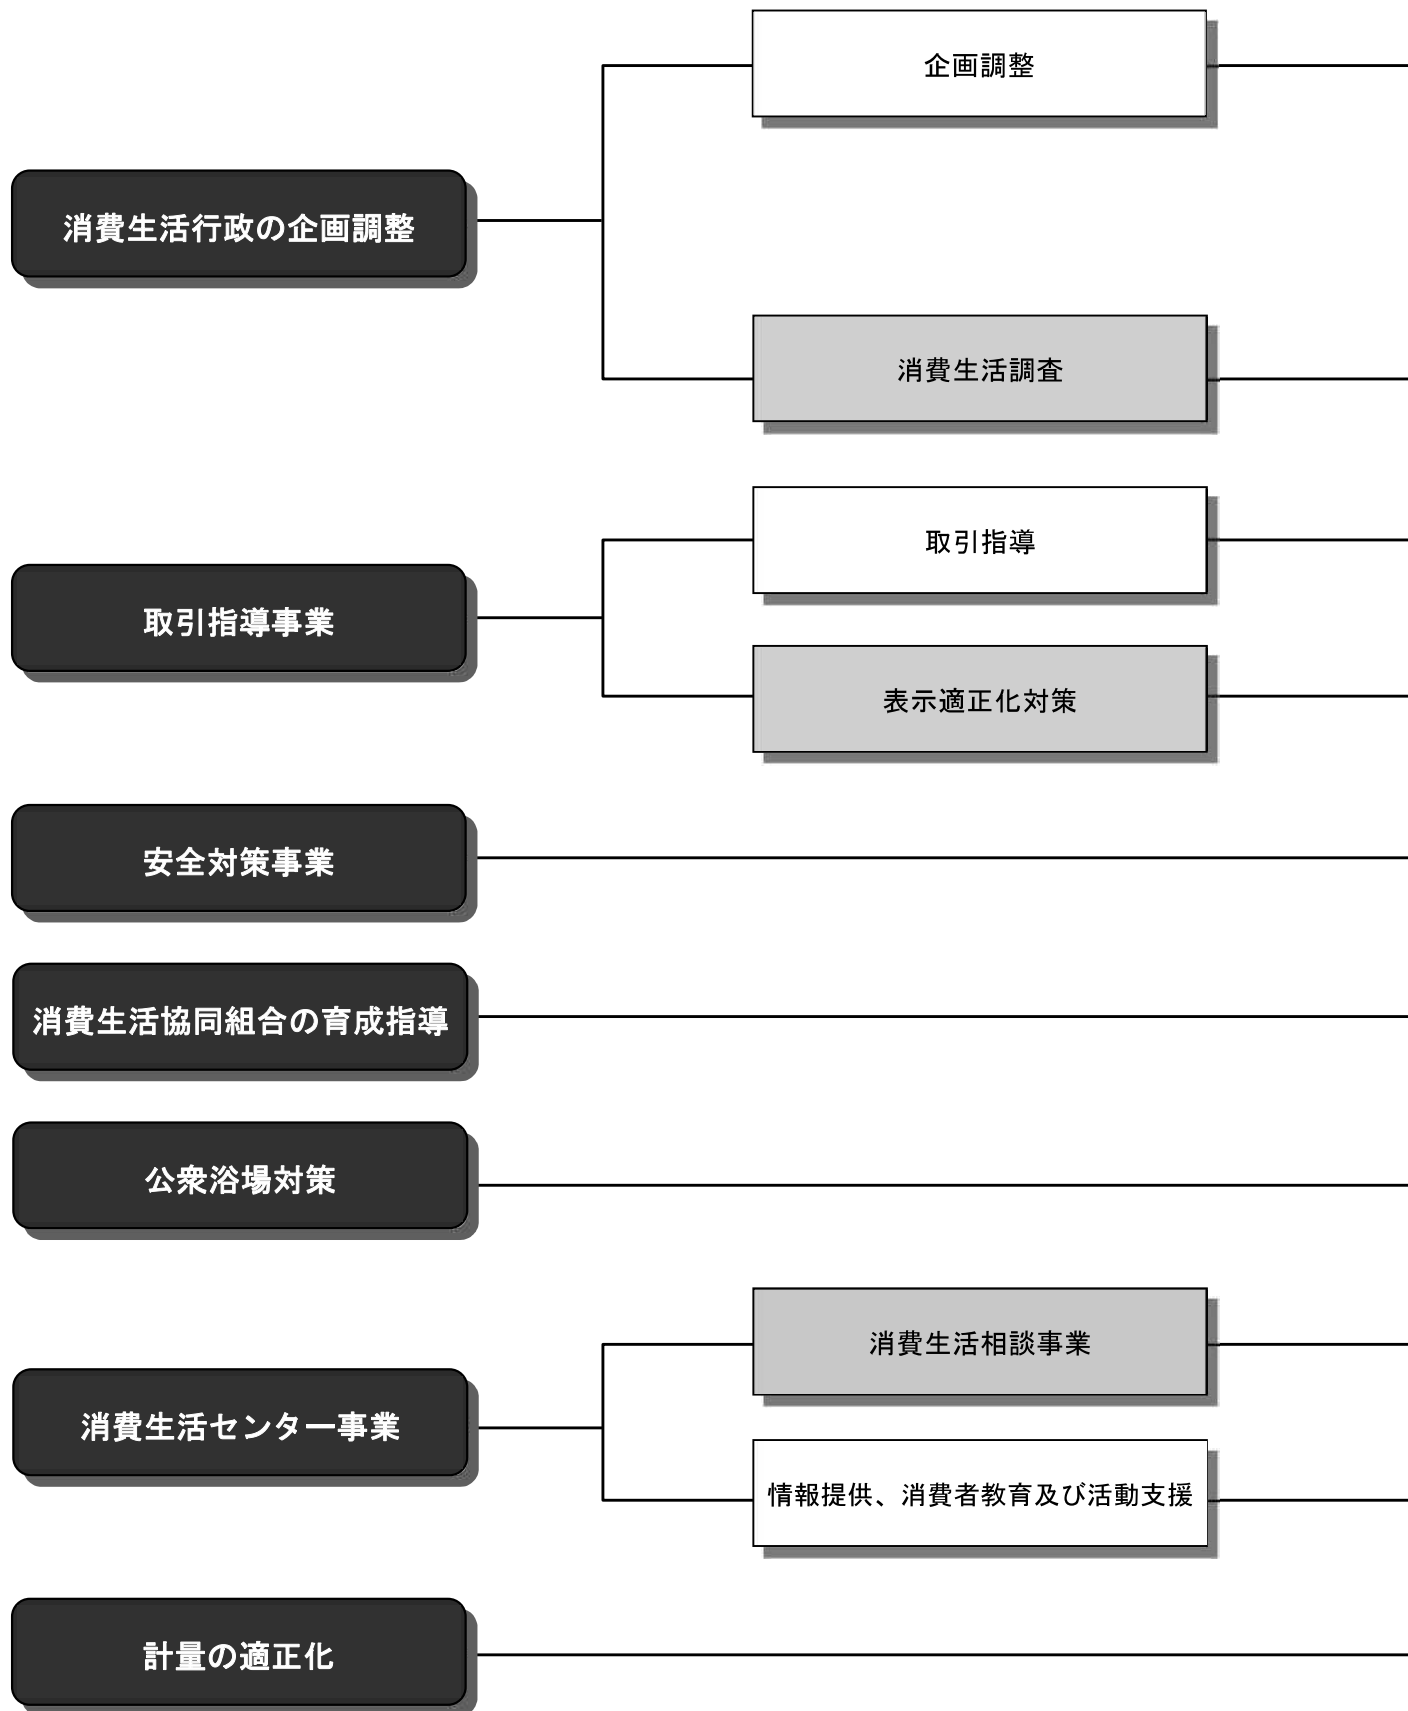 消費生活行政の企画調整
企画調整
消費生活調査
取引指導事業
取引指導
表示適正化対策
安全対策事業
消費生活協同組合の育成指導
公衆浴場対策
消費生活センター事業
消費生活相談事業
情報提供、消費者教育及び活動支援
計量の適正化